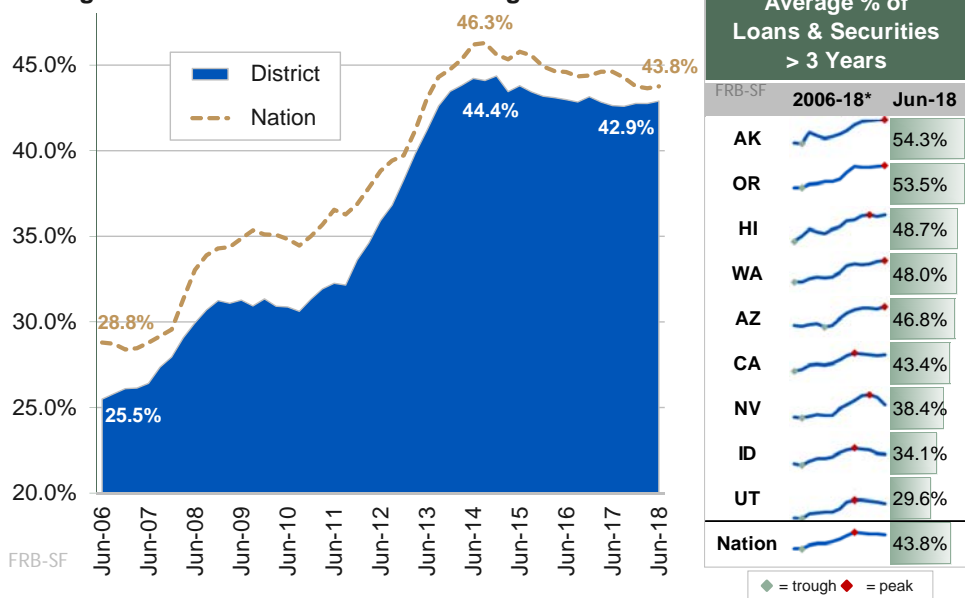 46.3%
45.0%
District
Nation
43.8%
44.4%
42.9%
40.0%
35.0%
30.0%
28.8%
25.0%
25.5%
20.0%
Jun-06
Jun-07
Jun-08
Jun-09
Jun-10
Jun-11
Jun-12
Jun-13
Jun-14
Jun-15
Jun-16
Jun-17
Jun-18
FRB-SF
Average % of
Loans & Securities
> 3 Years
FRB-SF 2006-18* Jun-18
AK 54.3%
OR 53.5%
HI 48.7%
WA 48.0%
AZ 46.8%
CA 43.4%
NV 38.4%
ID 34.1%
UT 29.6%
Nation 43.8%
= trough = peak